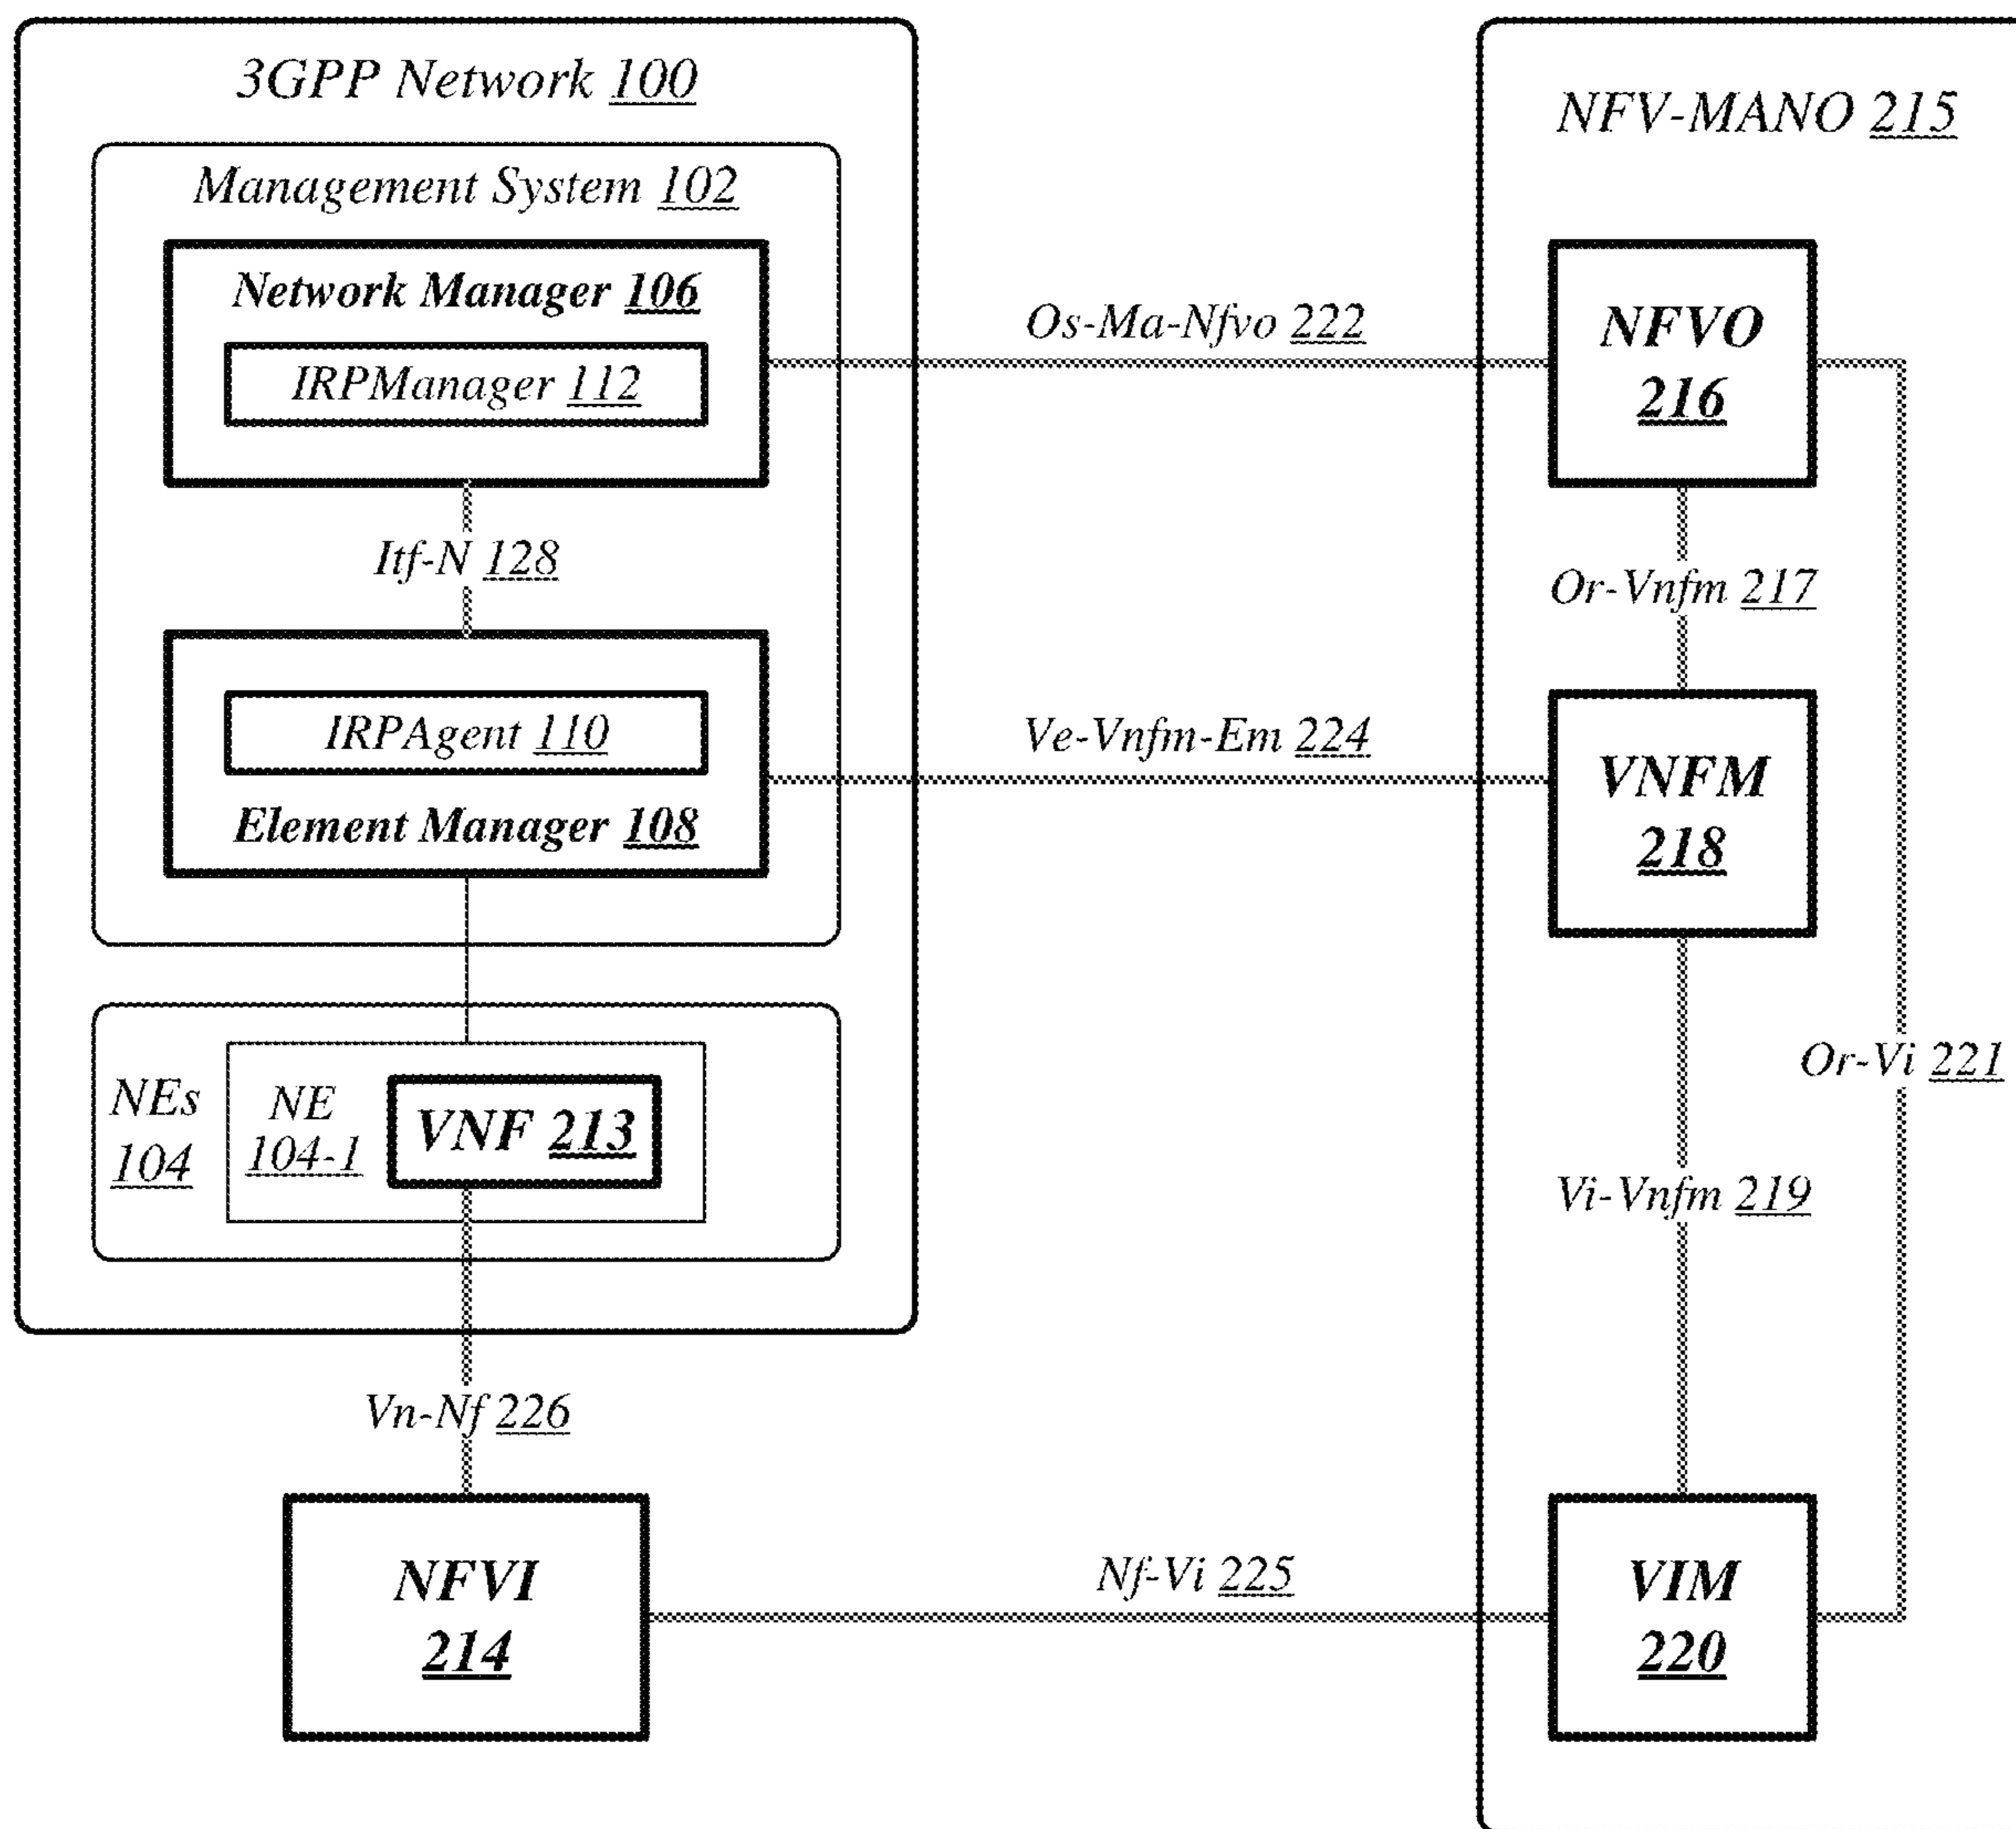 3GPP Network 100
Management System 102
Network Manager 106
IRPManager 112
Itf-N 128
IRPAgent 110
Element Manager 108
NEs
104
NE
104-1
VNF 213
Vn-Nf 226
NFVI
214
Os-Ma-Nfvo 222
Ve-Vnfm-Em 224
Nf-Vi 225
NFV-MANO 215
NFVO
216
Or-Vnfm 217
VNFM
218
Or-Vi 221
Vi-Vnfm 219
VIM
220